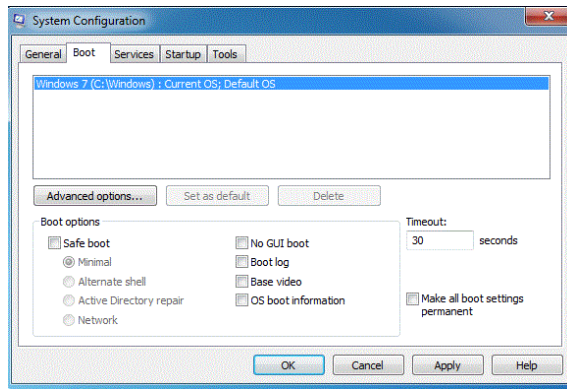 System Configuration
General Boot Services Startup Tools
Windows 7 (C:\Windows) : Current OS; Default OS
Advanced options... Set as default Delete
Boot options Timeout:
Safe boot No GUI boot 30 seconds
Minimal Boot log
Alternate shell Base video
Active Directory repair OS boot information Make all boot settings
permanent
Network
OK Cancel Apply Help